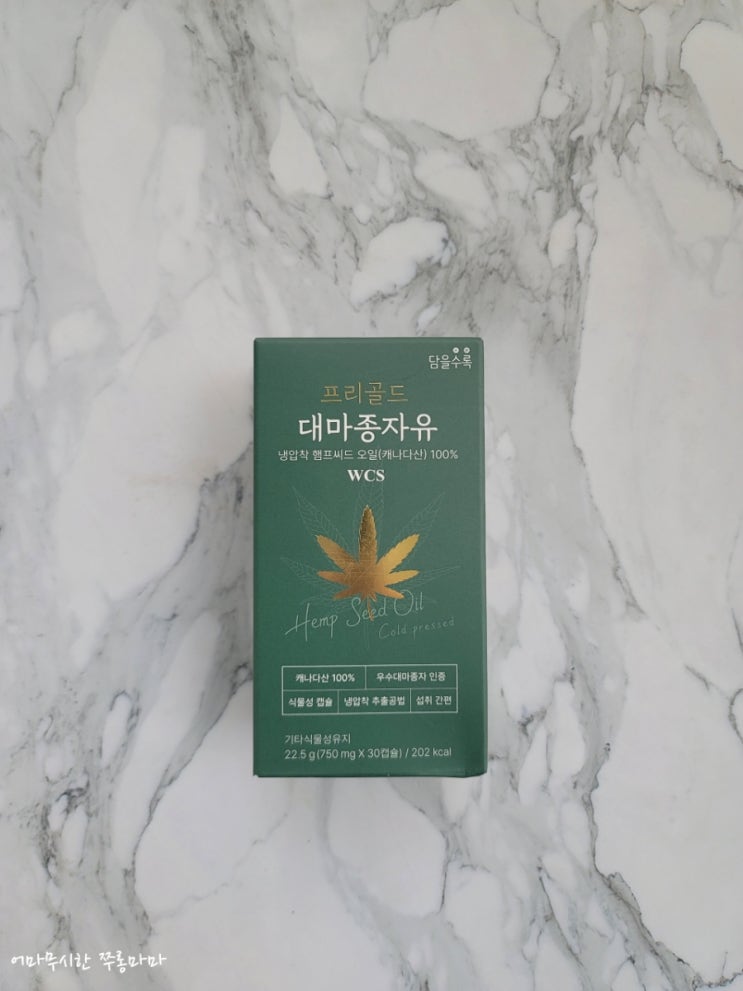 담을수록
프리골드
대마종자유
냉압착 햄프씨드 오일(캐나다산) 100%
WCS
Hemp Seed Oil
Cold pressed
캐나다산 100% 우수대마종자 인증
식물성 캡슐 냉압착 추출공법 섭취 간편
기타식물성유지
22.5 g (750 mg X 30캡슐) / 202 kcal
어마무시한 쭈롱마마